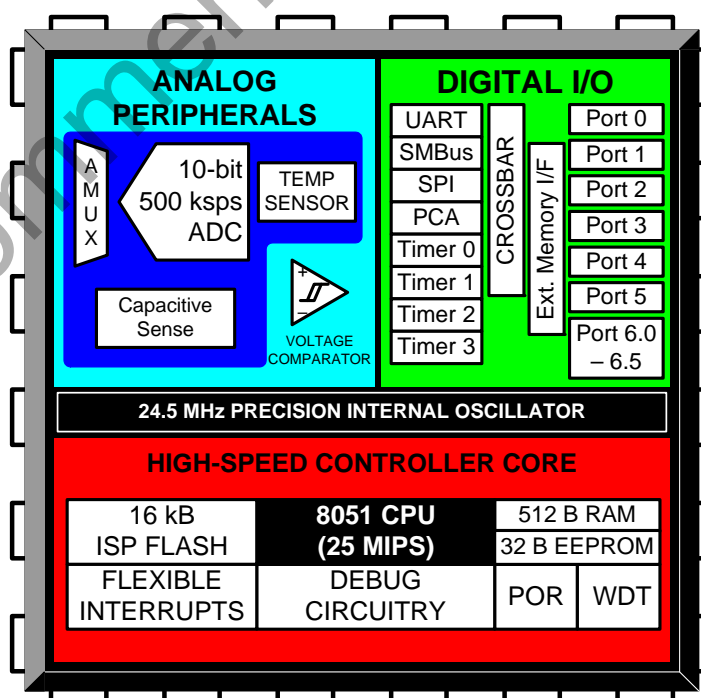 ANALOG
PERIPHERALS
A
M
U
X
10-bit
500 ksps
ADC
TEMP
SENSOR
Capacitive
Sense
+
–
VOLTAGE
COMPARATOR
DIGITAL I/O
UART
SMBus
SPI
PCA
Timer 0
Timer 1
Timer 2
Timer 3
CROSSBAR
Ext. Memory I/F
Port 0
Port 1
Port 2
Port 3
Port 4
Port 5
Port 6.0
– 6.5
24.5 MHz PRECISION INTERNAL OSCILLATOR
HIGH-SPEED CONTROLLER CORE
16 kB
ISP FLASH
8051 CPU
(25 MIPS)
512 B RAM
32 B EEPROM
FLEXIBLE
INTERRUPTS
DEBUG
CIRCUITRY
POR
WDT